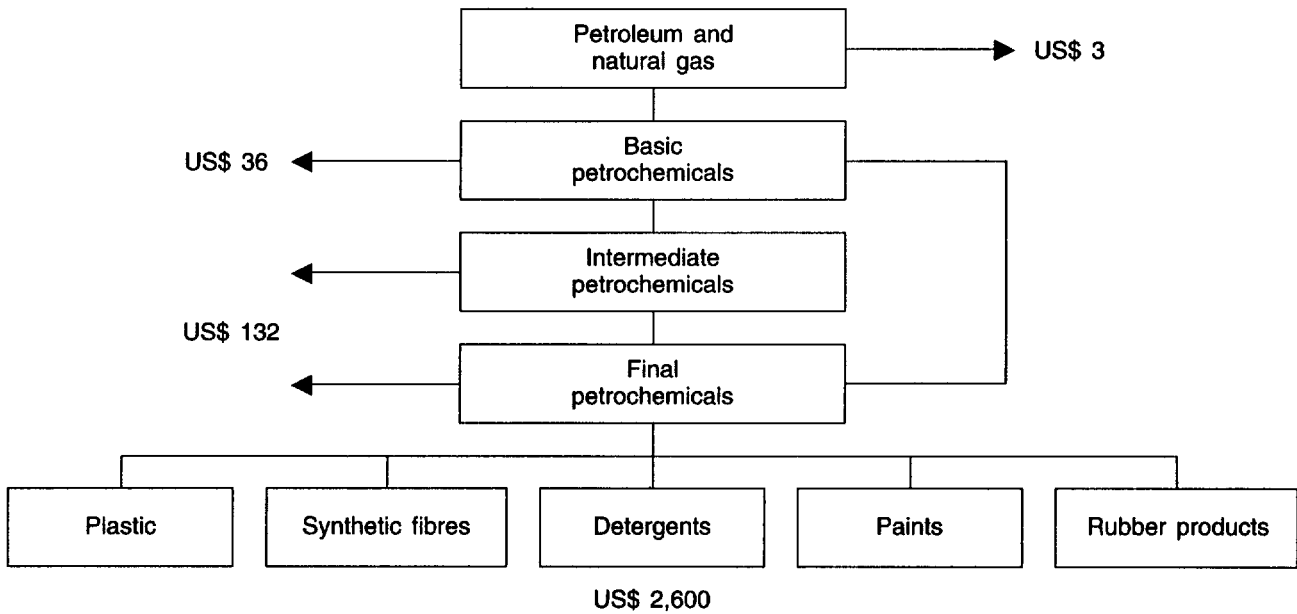 Petroleum and
natural gas
US$ 3
US$ 36
Basic
petrochemicals
Intermediate
petrochemicals
US$ 132
Final
petrochemicals
Plastic
Synthetic fibres
Detergents
Paints
Rubber products
US$ 2,600